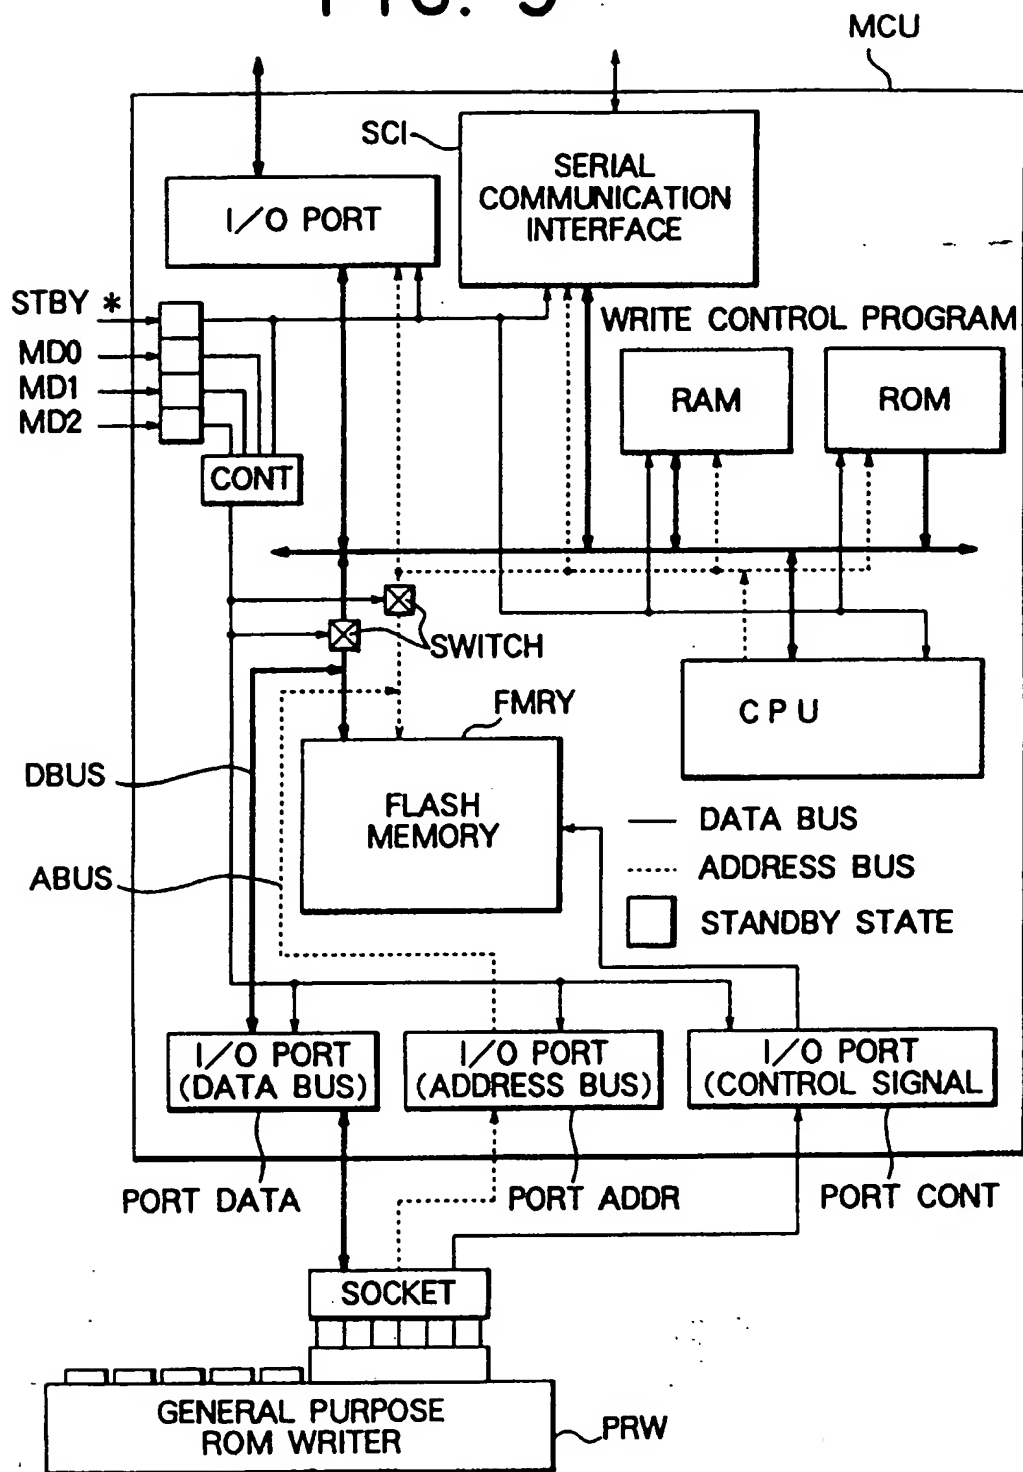 FIG. 5
MCU
SCI
SERIAL
COMMUNICATION
INTERFACE
I/O PORT
STBY *
MD0
MD1
MD2
CONT
WRITE CONTROL PROGRAM
RAM
ROM
SWITCH
FMRY
CPU
DBUS
FLASH
MEMORY
DATA BUS
ABUS
ADDRESS BUS
STANDBY STATE
I/O PORT
(DATA BUS)
I/O PORT
(ADDRESS BUS)
I/O PORT
(CONTROL SIGNAL
PORT DATA
PORT ADDR
PORT CONT
SOCKET
GENERAL PURPOSE
ROM WRITER
PRW